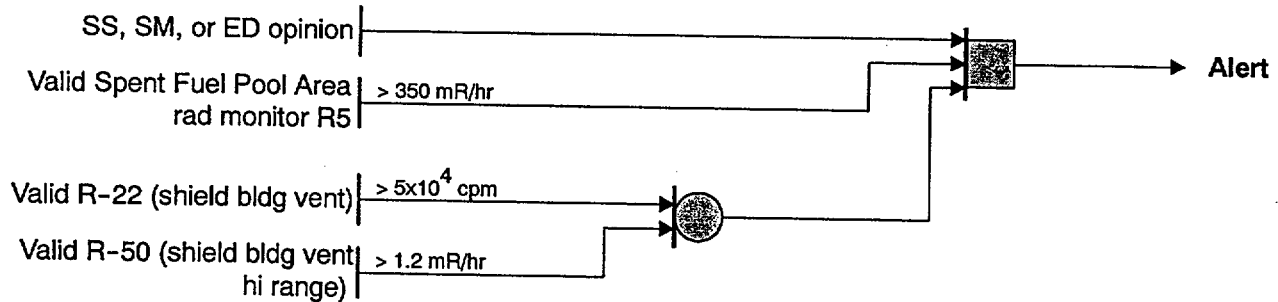 SS, SM, or ED opinion
Valid Spent Fuel Pool Area
rad monitor R5
> 350 mR/hr
Valid R-22 (shield bldg vent)
> 5x10⁴ cpm
Valid R-50 (shield bldg vent
hi range)
> 1.2 mR/hr
Alert